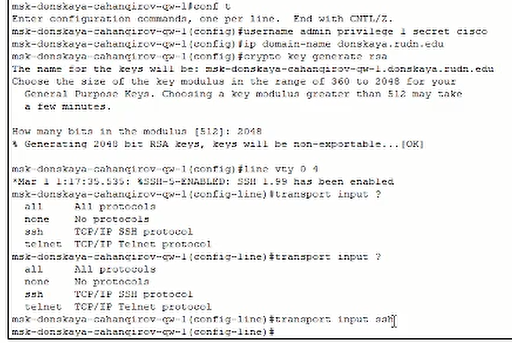 msk-donskaya-cahanqirov-gw-1#conf t
Enter configuration commands, one per line.  End with CNTL/Z.
msk-donskaya-cahanqirov-gw-1(config)#username admin privilege 1 secret cisco
msk-donskaya-cahanqirov-gw-1(config)#ip domain-name donskaya.rudn.edu
msk-donskaya-cahanqirov-gw-1(config)#crypto key generate rsa
The name for the keys will be: msk-donskaya-cahanqirov-gw-1.donskaya.rudn.edu
Choose the size of the key modulus in the range of 360 to 2048 for your
  General Purpose Keys. Choosing a key modulus greater than 512 may take
  a few minutes.
How many bits in the modulus [512]: 2048
% Generating 2048 bit RSA keys, keys will be non-exportable...[OK]
msk-donskaya-cahanqirov-gw-1(config)#line vty 0 4
*Mar 1 1:17:35.535: %SSH-5-ENABLED: SSH 1.99 has been enabled
msk-donskaya-cahanqirov-gw-1(config-line)#transport input ?
  all     All protocols
  none    No protocols
  ssh     TCP/IP SSH protocol
  telnet  TCP/IP Telnet protocol
msk-donskaya-cahanqirov-gw-1(config-line)#transport input ?
  all     All protocols
  none    No protocols
  ssh     TCP/IP SSH protocol
  telnet  TCP/IP Telnet protocol
msk-donskaya-cahanqirov-gw-1(config-line)#transport input ssh
msk-donskaya-cahanqirov-gw-1(config-line)#